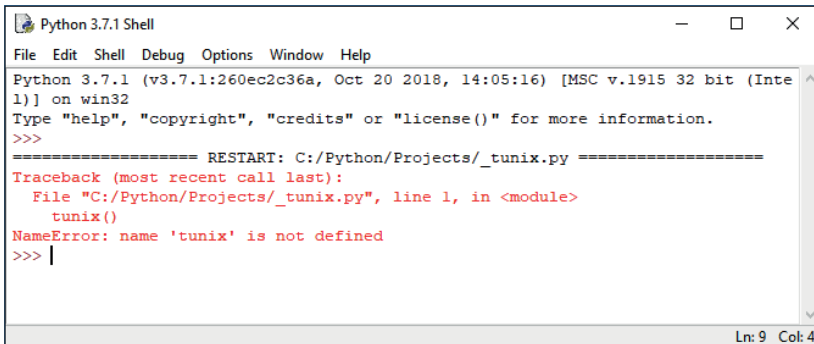 Python 3.7.1 Shell
File Edit Shell Debug Options Window Help
Python 3.7.1 (v3.7.1:260ec2c36a, Oct 20 2018, 14:05:16) [MSC v.1915 32 bit (Inte
l)] on win32
Type "help", "copyright", "credits" or "license()" for more information.
>>>
=================== RESTART: C:/Python/Projects/_tunix.py ===================
Traceback (most recent call last):
  File "C:/Python/Projects/_tunix.py", line 1, in <module>
    tunix()
NameError: name 'tunix' is not defined
>>>
Ln: 9 Col: 4